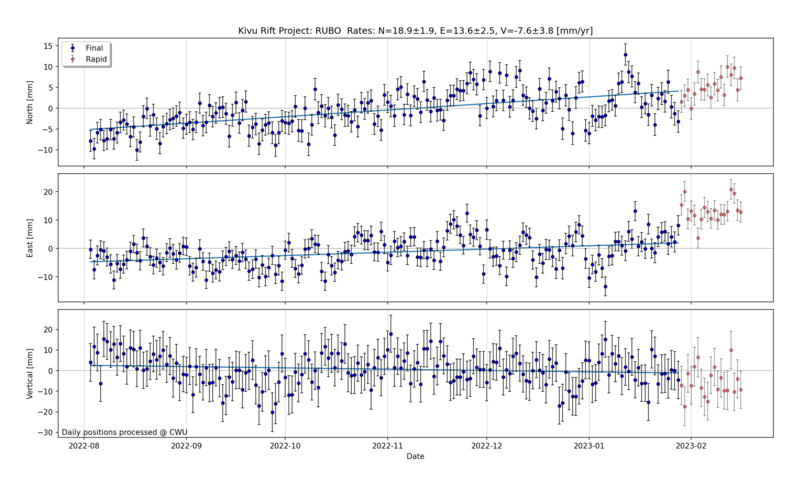 Kivu Rift Project: RUBO  Rates: N=18.9±1.9, E=13.6±2.5, V=-7.6±3.8 [mm/yr]
Final
Rapid
North [mm]
15
10
5
0
−5
−10
East [mm]
20
10
0
−10
Vertical [mm]
20
10
0
−10
−20
−30
Daily positions processed @ CWU
2022-08
2022-09
2022-10
2022-11
2022-12
2023-01
2023-02
Date